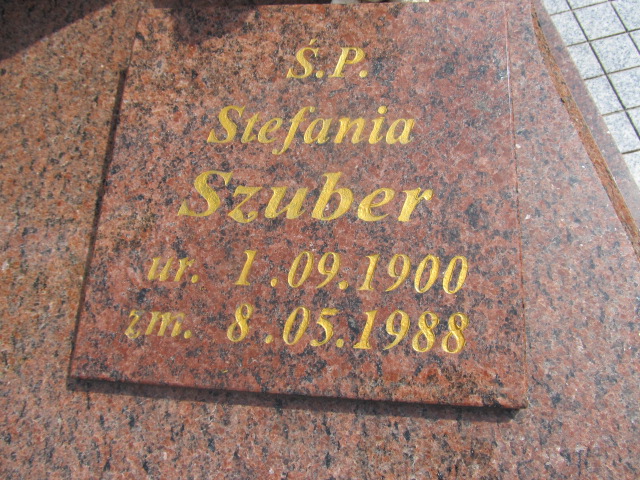 Ś.P.
Stefania
Szuber
ur. 1.09.1900
zm. 8.05.1988